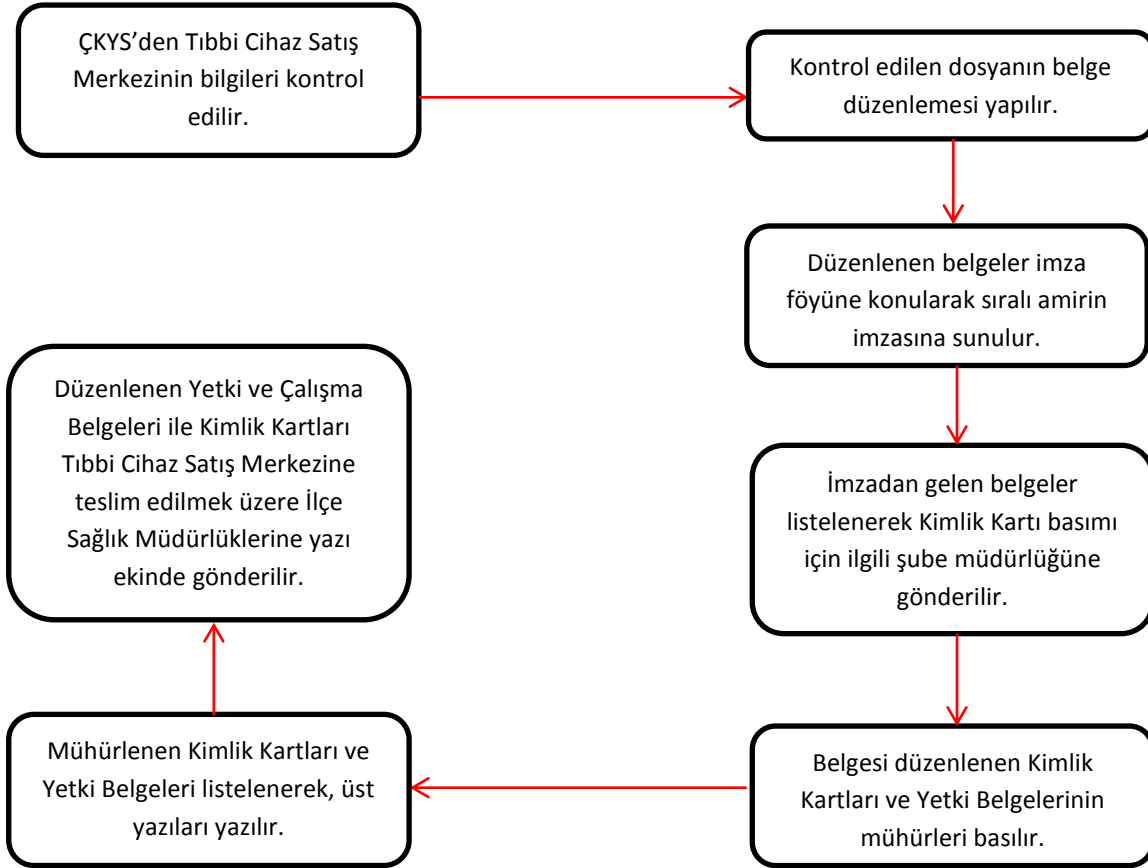 ÇKYS’den Tıbbi Cihaz Satış
Merkezinin bilgileri kontrol
edilir.
Kontrol edilen dosyanın belge
düzenlemesi yapılır.
Düzenlenen belgeler imza
föyüne konularak sıralı amirin
imzasına sunulur.
İmzadan gelen belgeler
listelenerek Kimlik Kartı basımı
için ilgili şube müdürlüğüne
gönderilir.
Belgesi düzenlenen Kimlik
Kartları ve Yetki Belgelerinin
mühürleri basılır.
Mühürlenen Kimlik Kartları ve
Yetki Belgeleri listelenerek, üst
yazıları yazılır.
Düzenlenen Yetki ve Çalışma
Belgeleri ile Kimlik Kartları
Tıbbi Cihaz Satış Merkezine
teslim edilmek üzere İlçe
Sağlık Müdürlüklerine yazı
ekinde gönderilir.